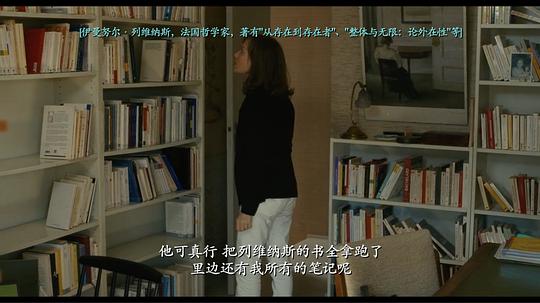 [伊曼努尔·列维纳斯，法国哲学家，著有"从存在到存在者"、"整体与无限：论外在性"等]
他可真行 把列维纳斯的书全拿跑了
里边还有我所有的笔记呢